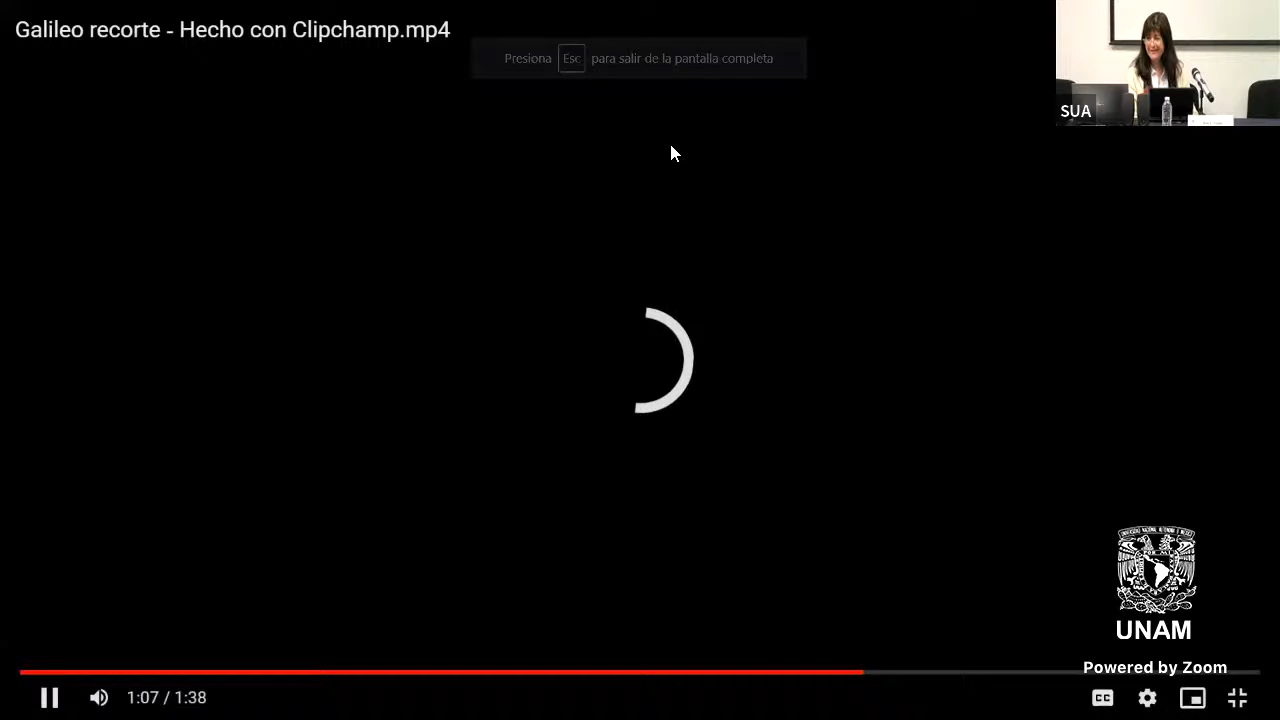 Galileo recorte - Hecho con Clipchamp.mp4
Presiona Esc para salir de la pantalla completa
SUA
UNAM
Powered by Zoom
1:07 / 1:38
CC